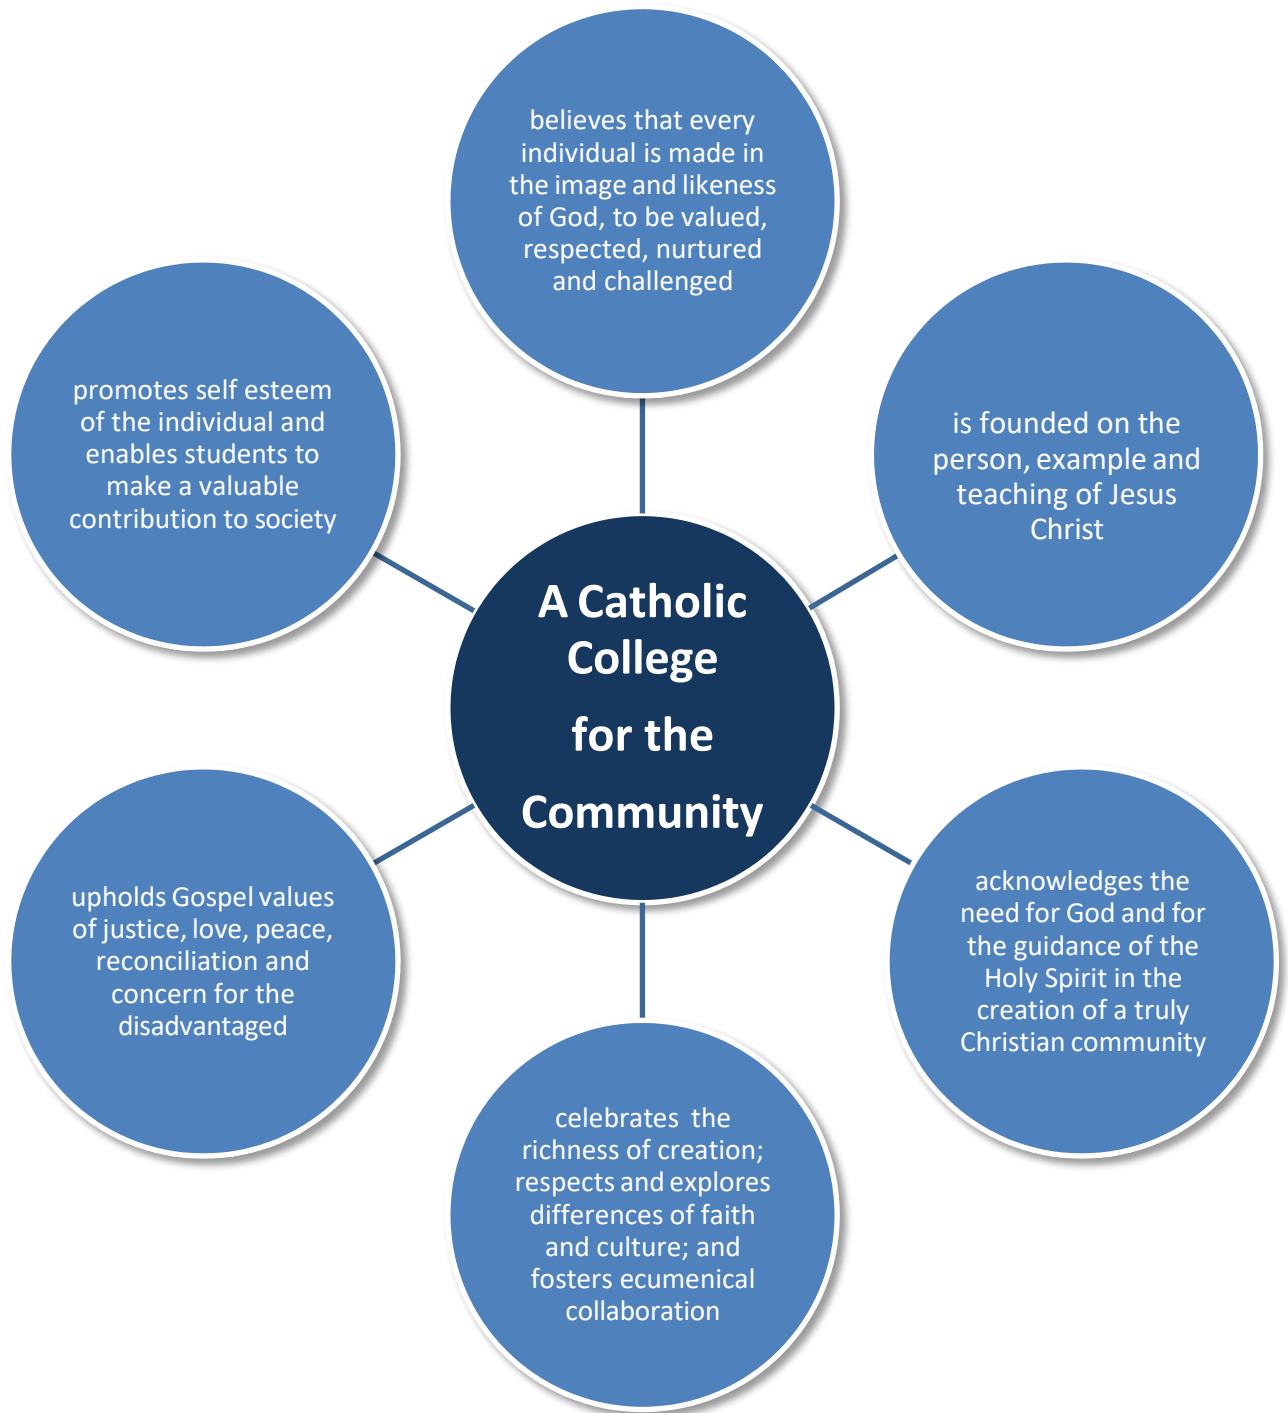 believes that every
individual is made in
the image and likeness
of God, to be valued,
respected, nurtured
and challenged
promotes self esteem
of the individual and
enables students to
make a valuable
contribution to society
is founded on the
person, example and
teaching of Jesus
Christ
A Catholic
College
for the
Community
upholds Gospel values
of justice, love, peace,
reconciliation and
concern for the
disadvantaged
acknowledges the
need for God and for
the guidance of the
Holy Spirit in the
creation of a truly
Christian community
celebrates the
richness of creation;
respects and explores
differences of faith
and culture; and
fosters ecumenical
collaboration